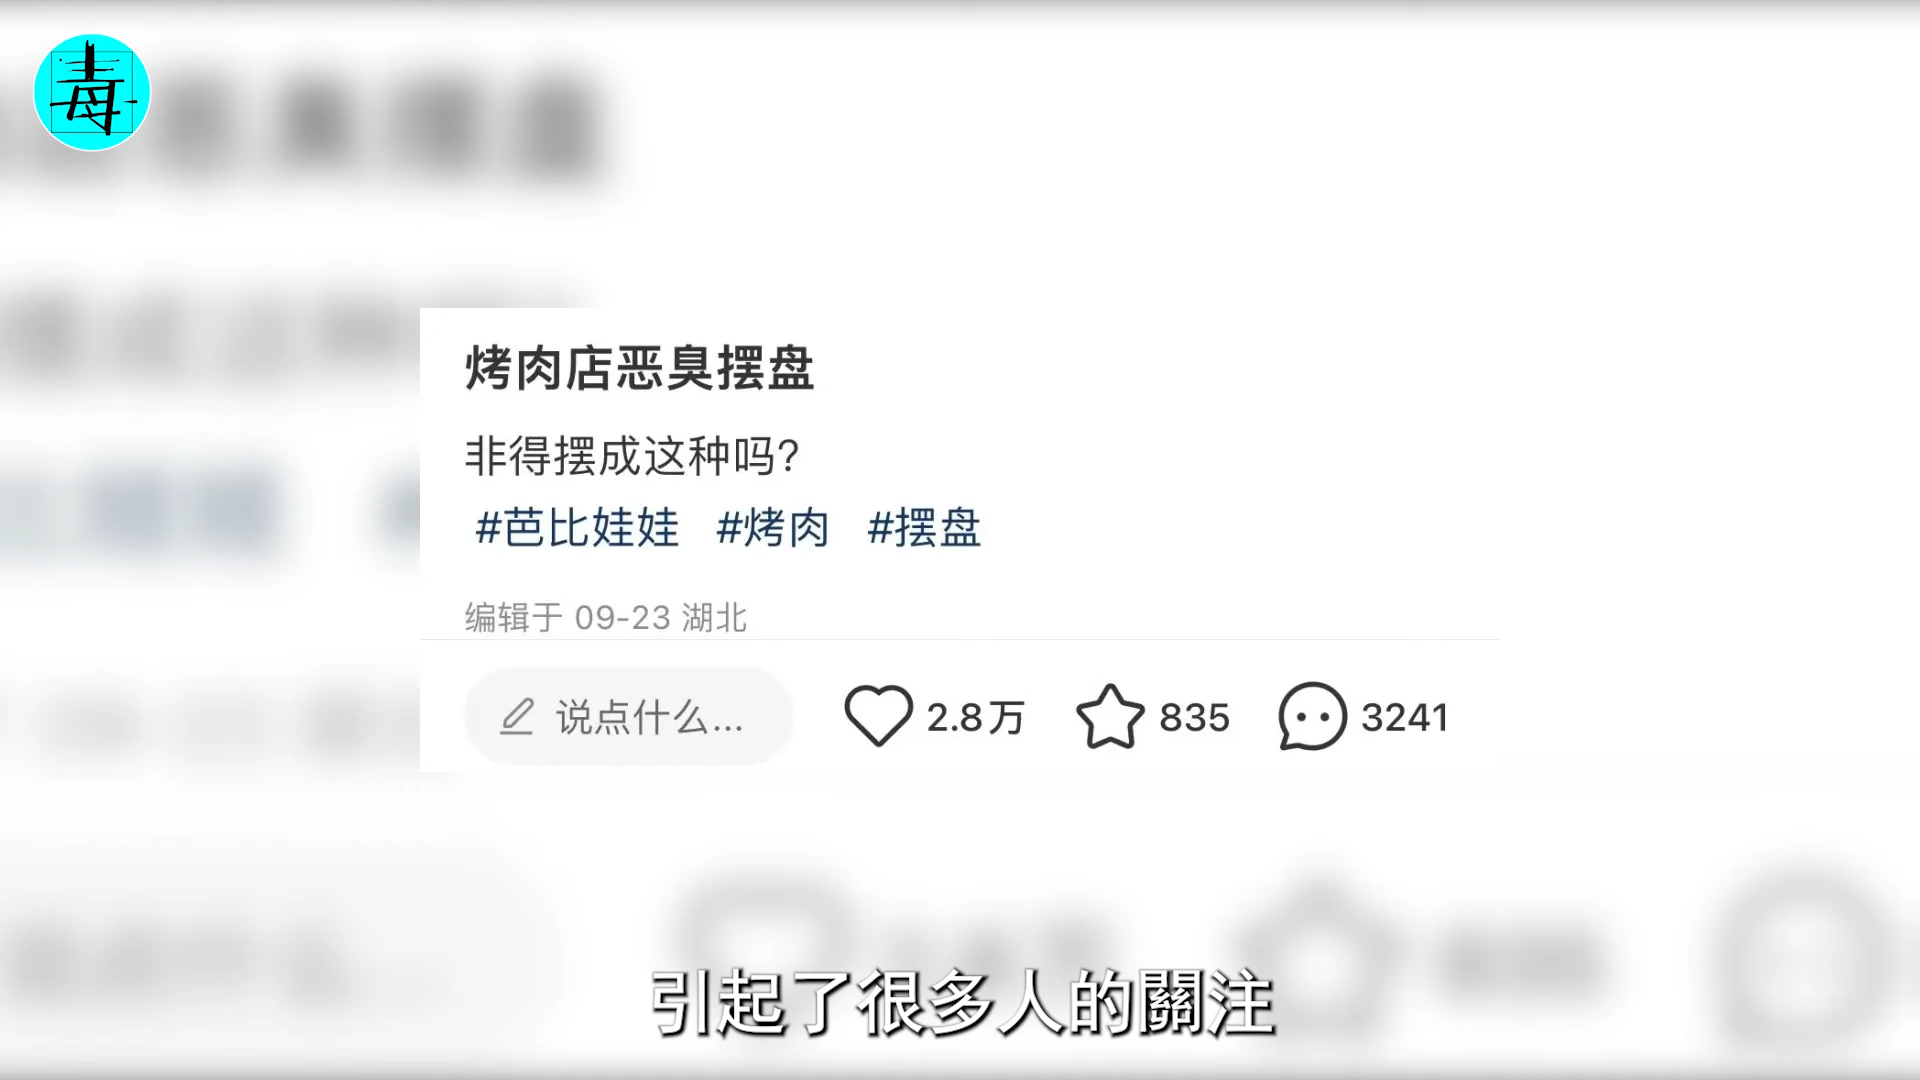 毒
烤肉店恶臭摆盘
非得摆成这种吗?
#芭比娃娃 #烤肉 #摆盘
编辑于 09-23 湖北
说点什么... 2.8万 835 3241
引起了很多人的關注